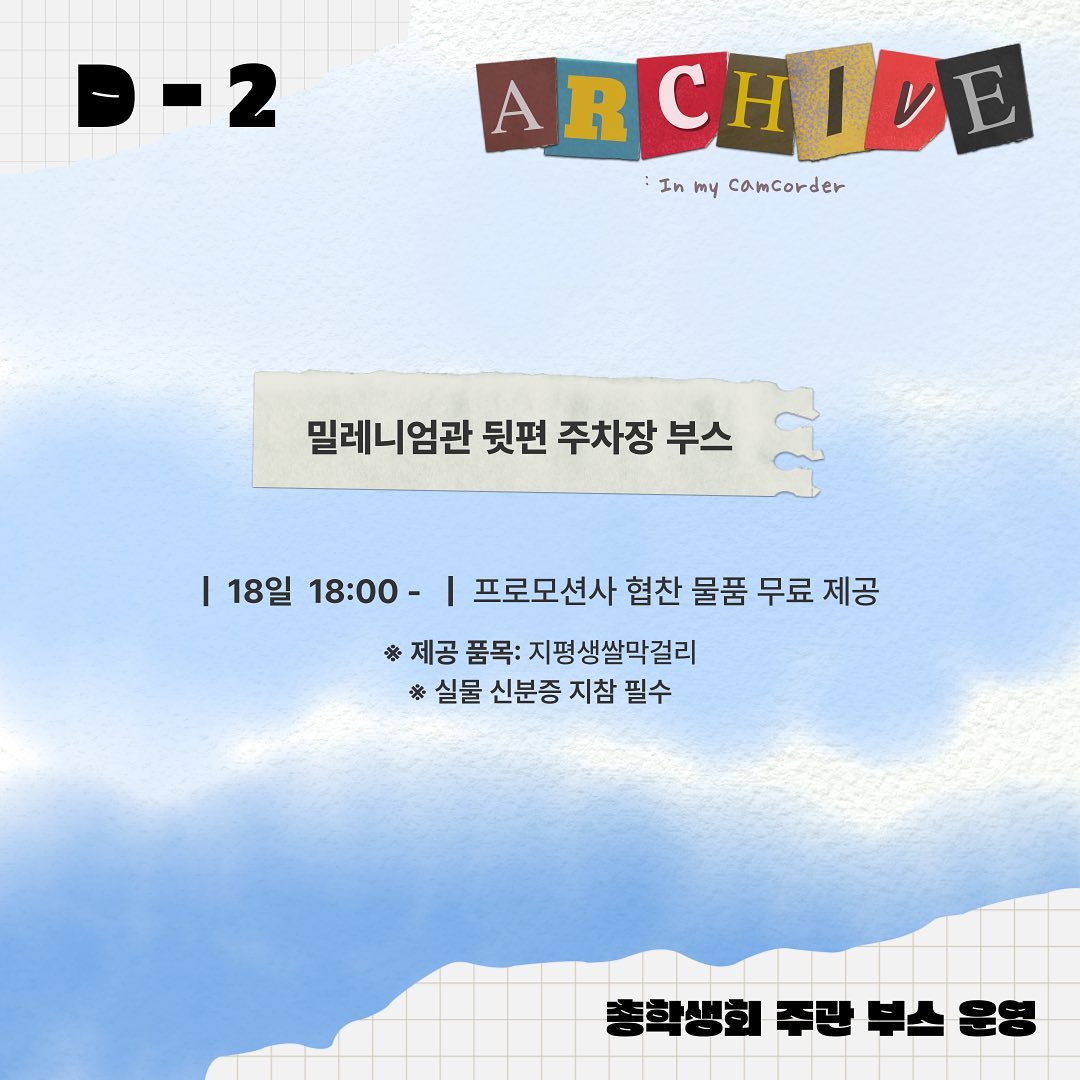 D - 2
ARCHIVE
: In my Camcorder
밀레니엄관 뒷편 주차장 부스
| 18일 18:00 - | 프로모션사 협찬 물품 무료 제공
※ 제공 품목: 지평생쌀막걸리
※ 실물 신분증 지참 필수
총학생회 주관 부스 운영